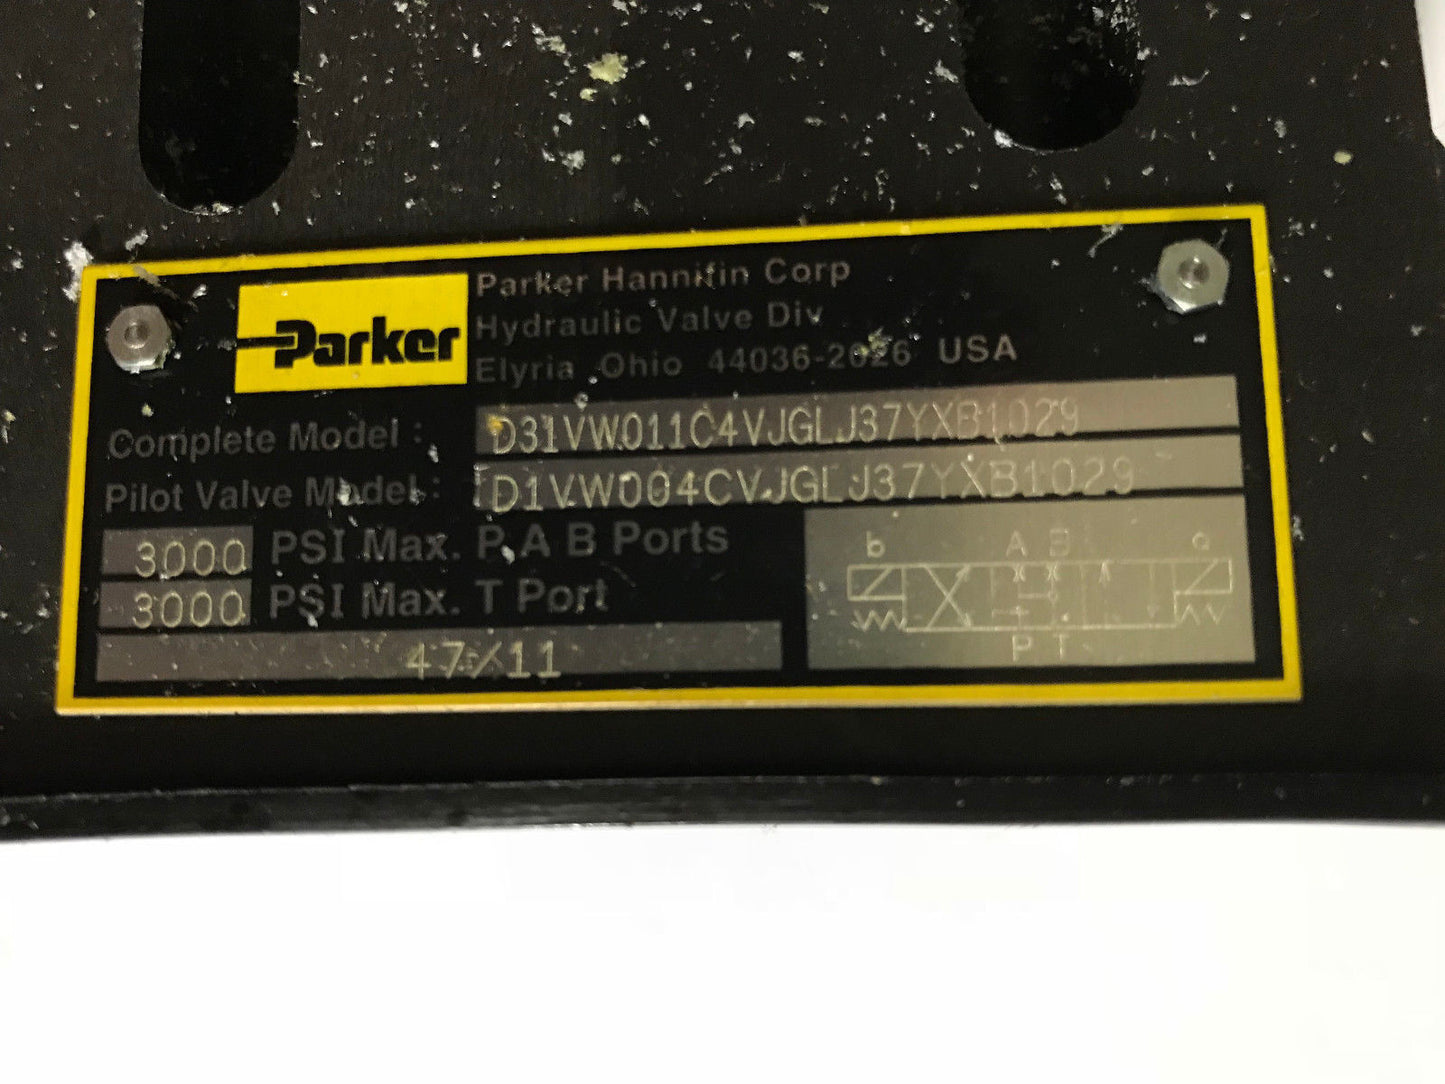 Parker
Parker Hannifin Corp
Hydraulic Valve Div
Elyria Ohio 44036-2026 USA
Complete Model : D31VW011C4VJGLJ37YXB1029
Pilot Valve Model : D1VW004CVJGLJ37YXB1029
3000 PSI Max. P,A B Ports
3000 PSI Max. T Port
47/11
b A B a
P T